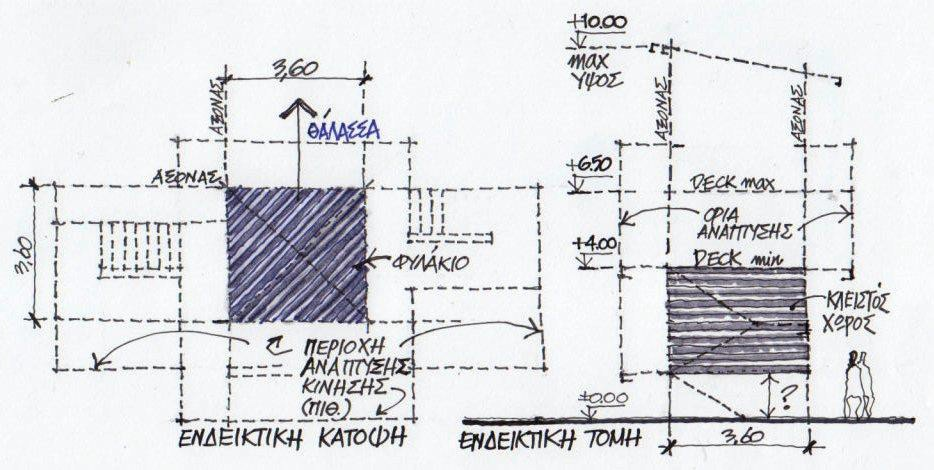 3,60
ΑΞΟΝΑΣ
ΘΑΛΑΣΣΑ
ΑΞΟΝΑΣ
3,60
ΦΥΛΑΚΙΟ
ΠΕΡΙΟΧΗ
ΑΝΑΠΤΥΞΗΣ
ΚΙΝΗΣΗΣ
(ΠΙΘ.)
ΕΝΔΕΙΚΤΙΚΗ ΚΑΤΟΨΗ
+10.00
max
ΥΨΟΣ
ΑΞΟΝΑΣ
ΑΞΟΝΑΣ
+6.50
DECK max
ΟΡΙΑ
ΑΝΑΠΤΥΞΗΣ
+4.00
DECK min
ΚΛΕΙΣΤΟΣ
ΧΩΡΟΣ
±0.00
?
ΕΝΔΕΙΚΤΙΚΗ ΤΟΜΗ
3,60